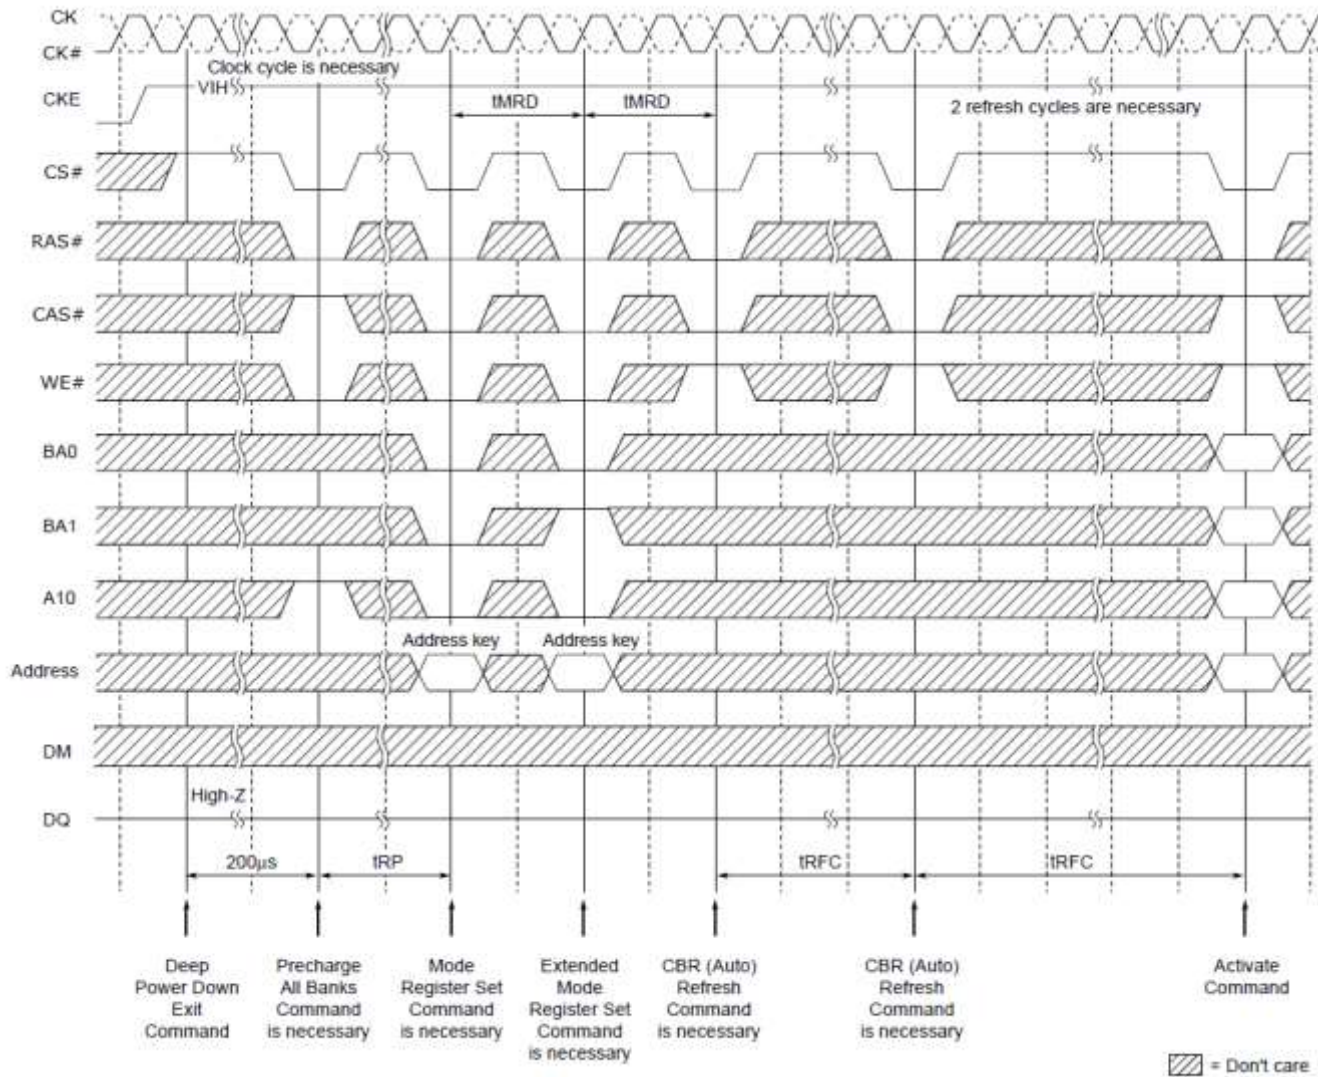 CK
CK#
Clock cycle is necessary
CKE
VIH
tMRD
tMRD
2 refresh cycles are necessary
CS#
RAS#
CAS#
WE#
BA0
BA1
A10
Address key
Address key
Address
DM
High-Z
DQ
200μs
tRP
tRFC
tRFC
Deep
Power Down
Exit
Command
Precharge
All Banks
Command
is necessary
Mode
Register Set
Command
is necessary
Extended
Mode
Register Set
Command
is necessary
CBR (Auto)
Refresh
Command
is necessary
CBR (Auto)
Refresh
Command
is necessary
Activate
Command
= Don't care